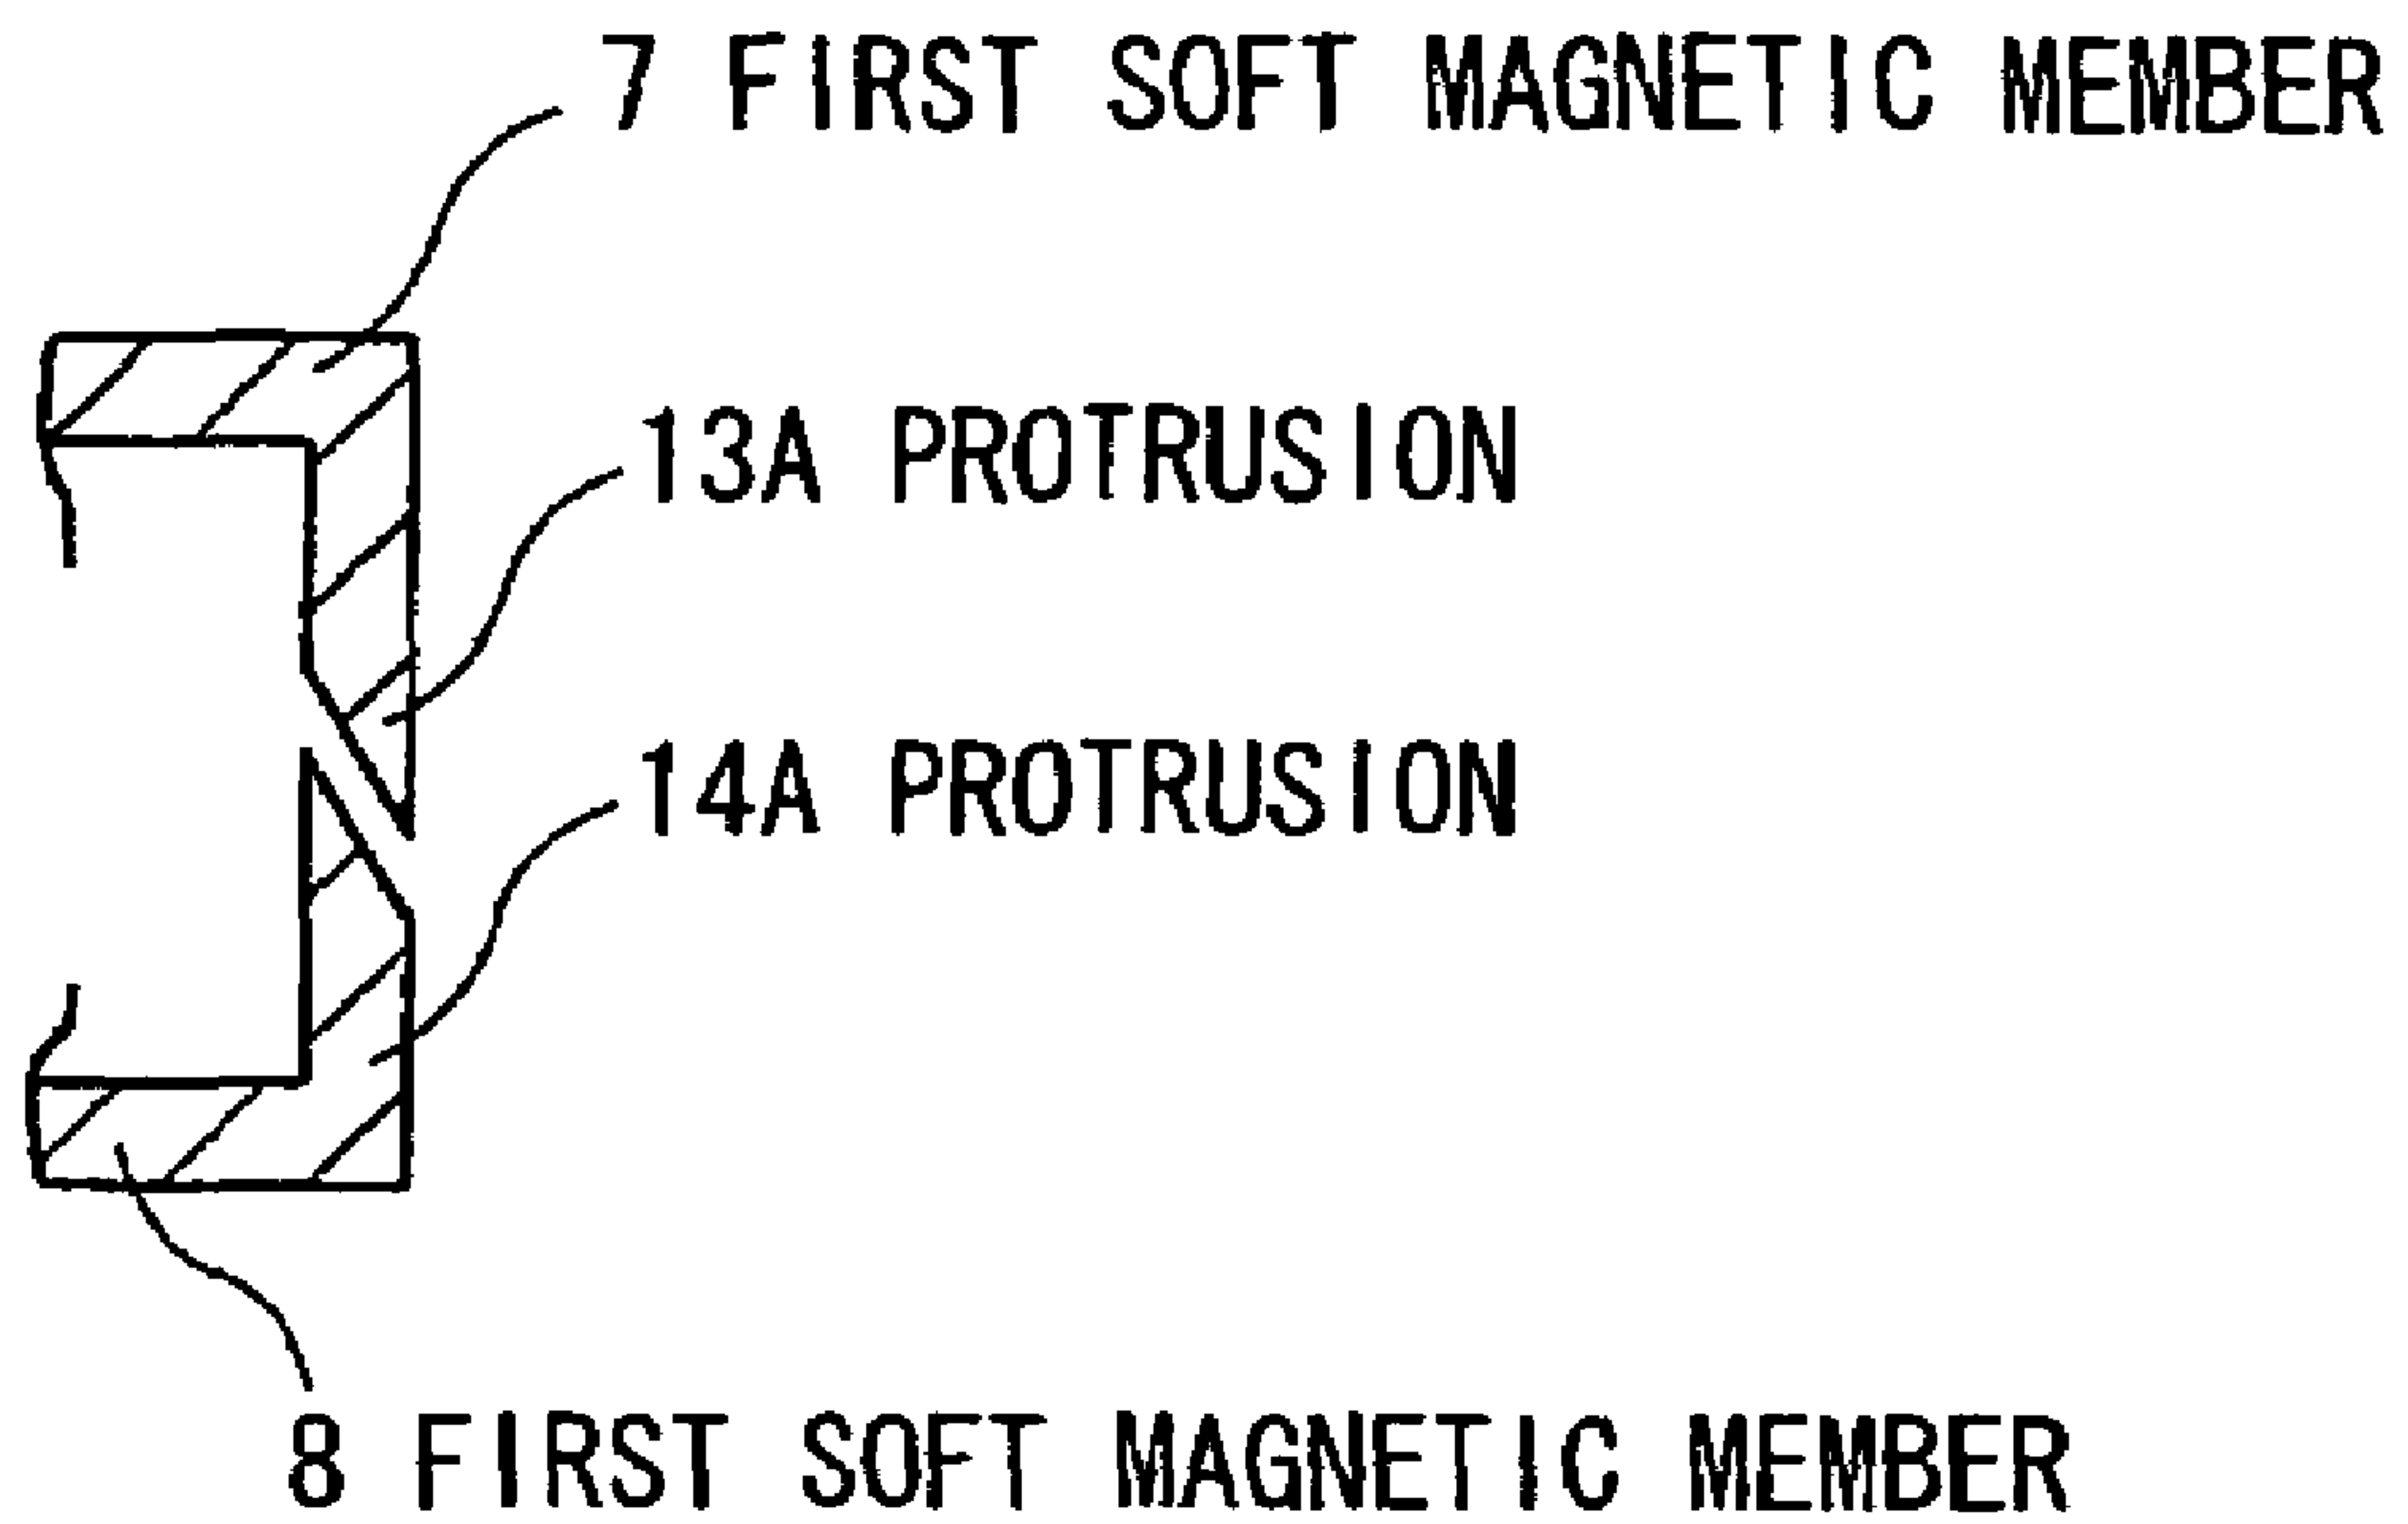 7 FIRST SOFT MAGNETIC MEMBER
13A PROTRUSION
14A PROTRUSION
8 FIRST SOFT MAGNETIC MEMBER